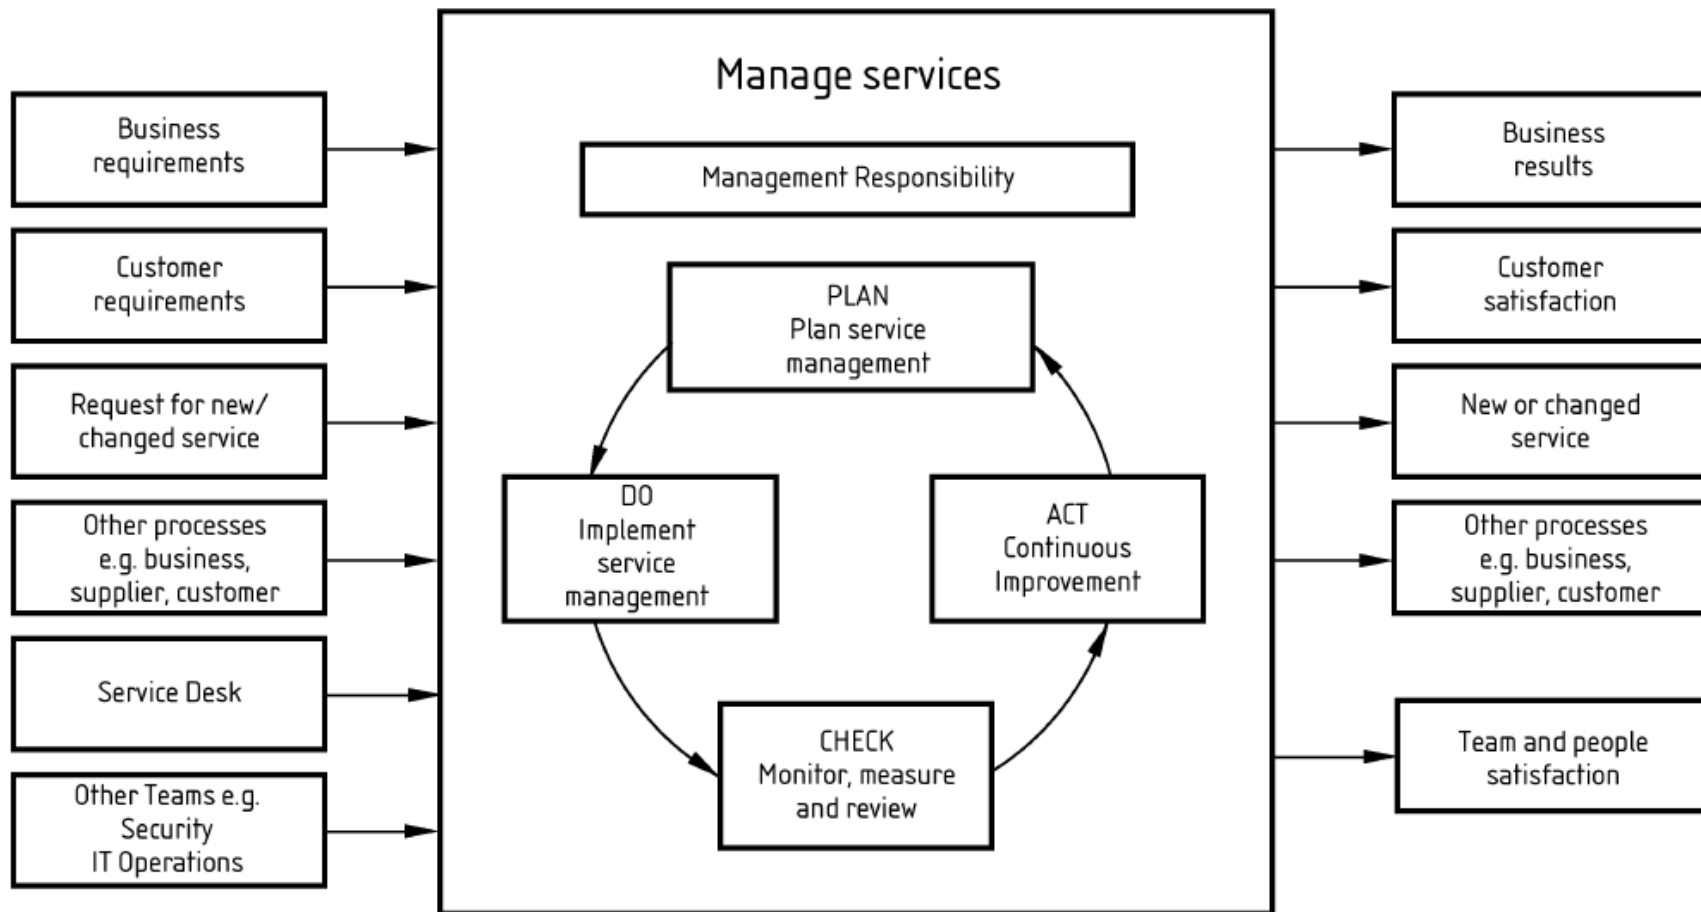 Manage services
Business
requirements
Customer
requirements
Request for new/
changed service
Other processes
e.g. business,
supplier, customer
Service Desk
Other Teams e.g.
Security
IT Operations
Management Responsibility
PLAN
Plan service
management
DO
Implement
service
management
ACT
Continuous
Improvement
CHECK
Monitor, measure
and review
Business
results
Customer
satisfaction
New or changed
service
Other processes
e.g. business,
supplier, customer
Team and people
satisfaction